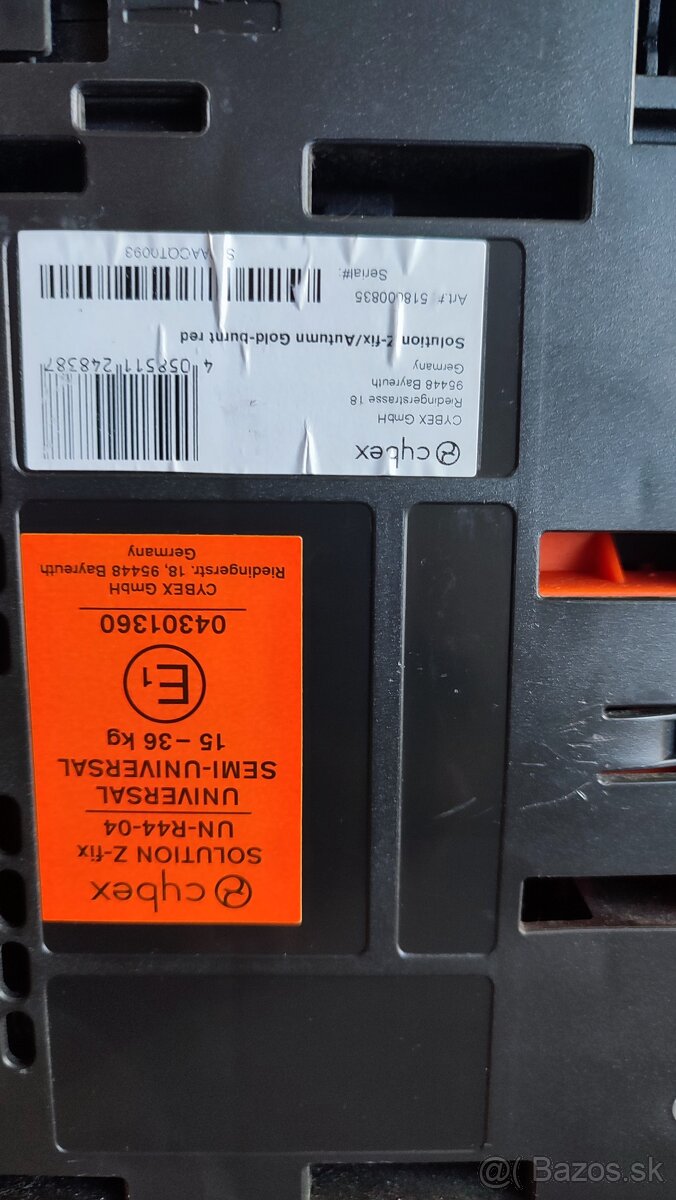 cybex
CYBEX GmbH
Riedingerstrasse 18
95448 Bayreuth
Germany
4 058511 248387
Solution Z-fix/Autumn Gold-burnt red
Art.# 518000835
Serial#:
cybex
SOLUTION Z-fix
UN-R44-04
UNIVERSAL
SEMI-UNIVERSAL
15 – 36 kg
E1
04301360
CYBEX GmbH
Riedingerstr. 18, 95448 Bayreuth
Germany
@ Bazos.sk